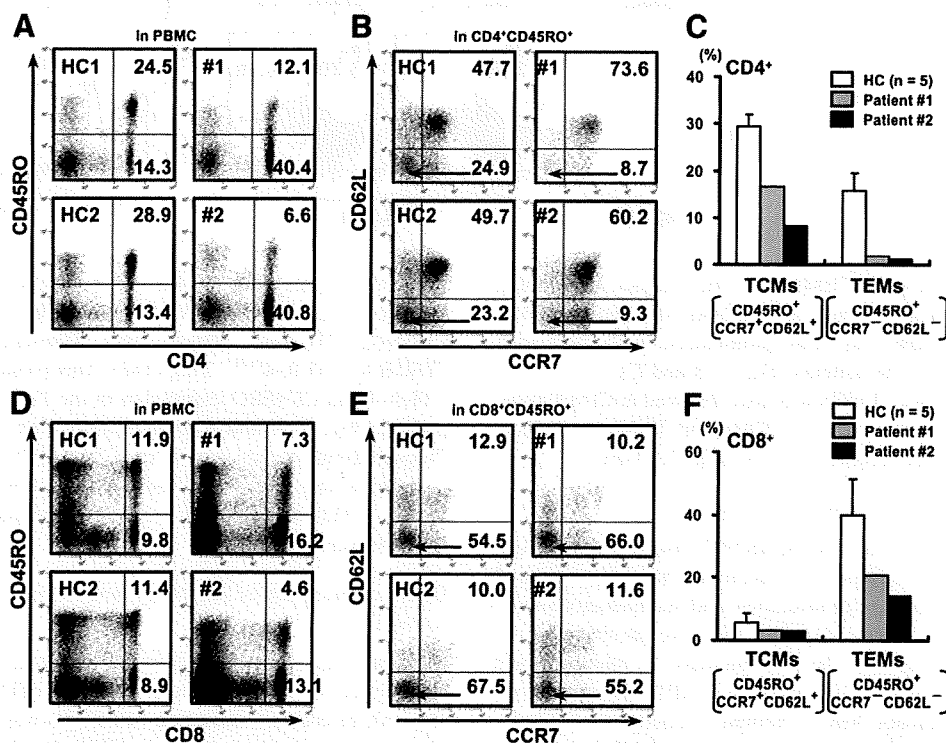 A
in PBMC
CD45RO
HC1 24.5
14.3
#1 12.1
40.4
HC2 28.9
13.4
#2 6.6
40.8
CD4
B
in CD4+CD45RO+
CD62L
HC1 47.7
24.9
#1 73.6
8.7
HC2 49.7
23.2
#2 60.2
9.3
CCR7
C
(%)
CD4+
HC (n = 5)
Patient #1
Patient #2
40
30
20
10
0
TCMs
TEMs
[CD45RO+
CCR7+CD62L+]
[CD45RO+
CCR7−CD62L−]
D
in PBMC
CD45RO
HC1 11.9
9.8
#1 7.3
16.2
HC2 11.4
8.9
#2 4.6
13.1
CD8
E
in CD8+CD45RO+
CD62L
HC1 12.9
54.5
#1 10.2
66.0
HC2 10.0
67.5
#2 11.6
55.2
CCR7
F
(%)
CD8+
HC (n = 5)
Patient #1
Patient #2
60
40
20
0
TCMs
TEMs
[CD45RO+
CCR7+CD62L+]
[CD45RO+
CCR7−CD62L−]